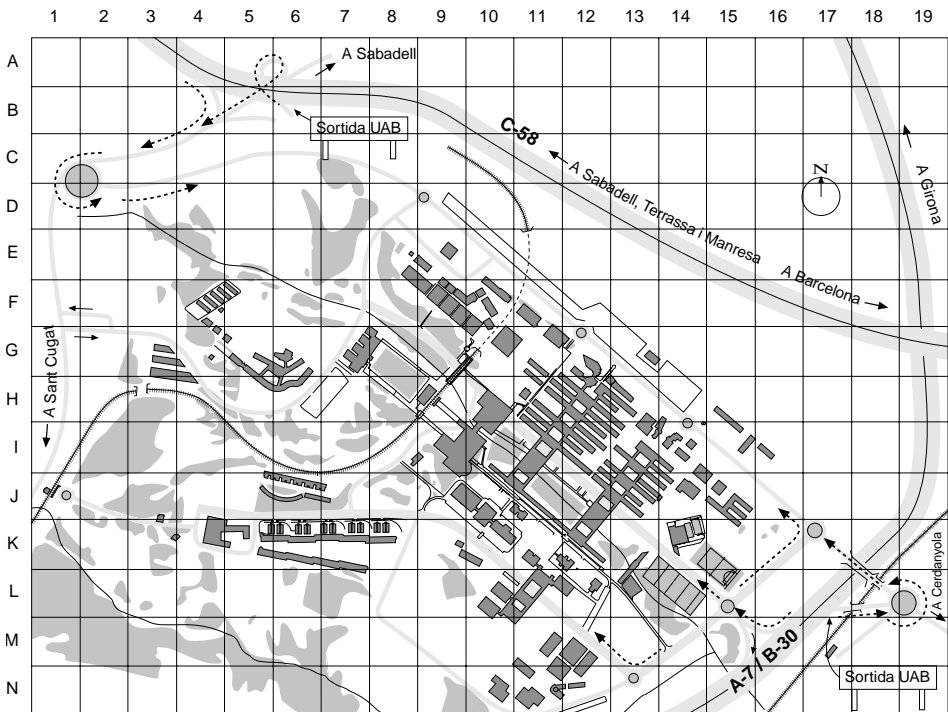 1 2 3 4 5 6 7 8 9 10 11 12 13 14 15 16 17 18 19
A
B
C
D
E
F
G
H
I
J
K
L
M
N
A Sabadell
Sortida UAB
C-58
A Sabadell, Terrassa i Manresa
A Barcelona
N
A Girona
A Sant Cugat
A Cerdanyola
A-7 / B-30
Sortida UAB